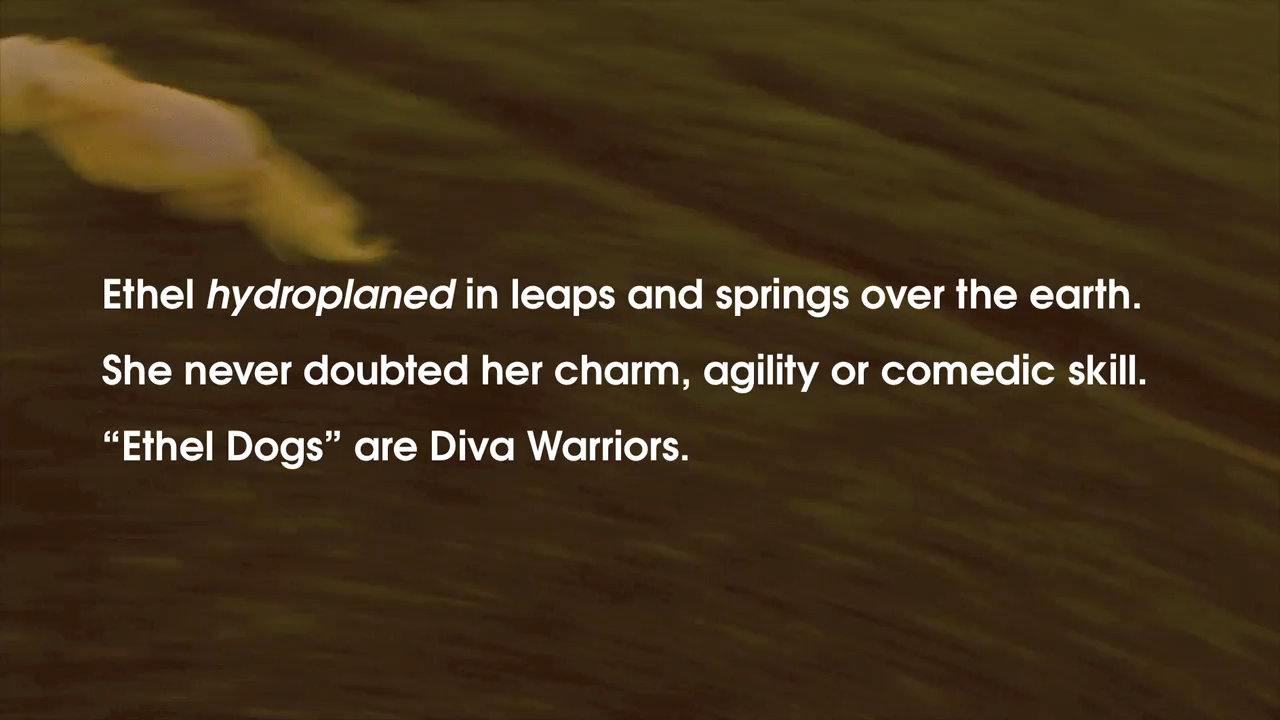 Ethel hydroplaned in leaps and springs over the earth.
She never doubted her charm, agility or comedic skill.
“Ethel Dogs” are Diva Warriors.